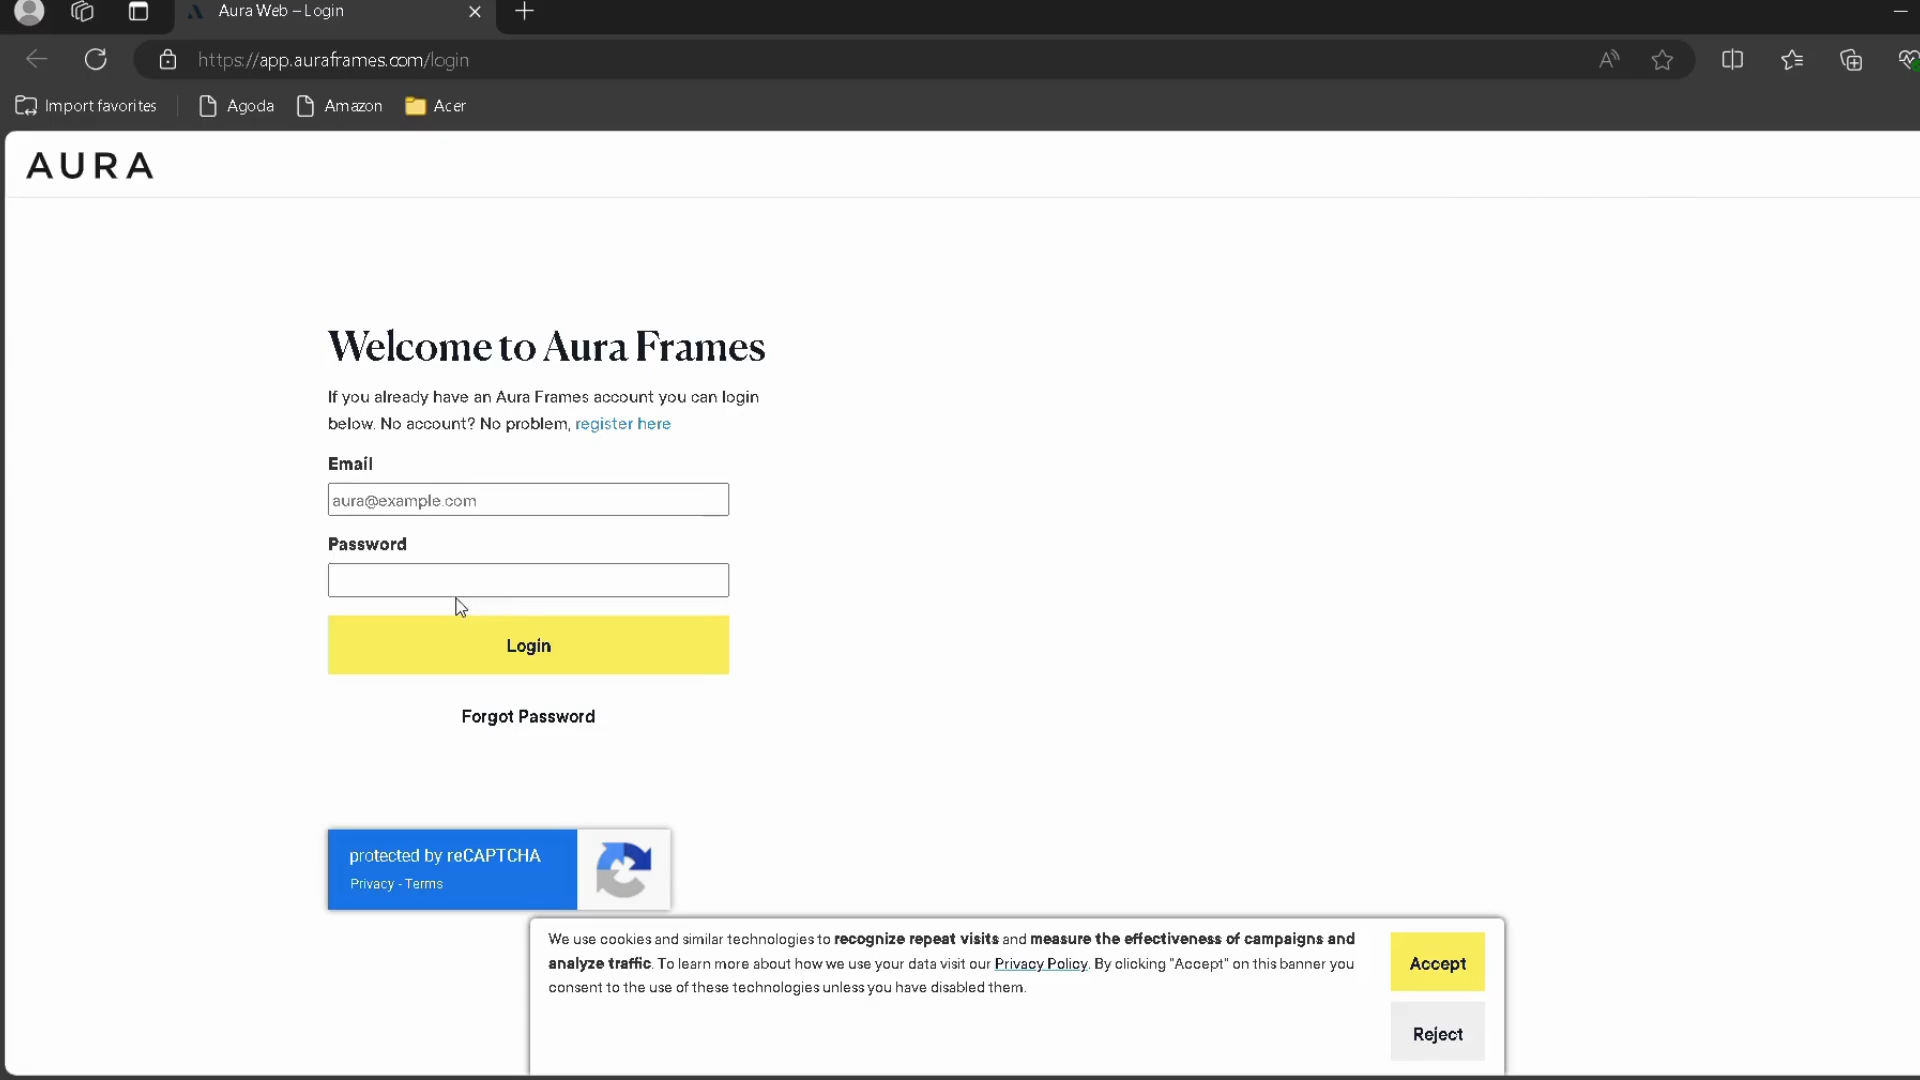 Aura Web – Login
https://app.auraframes.com/login
Import favorites
Agoda
Amazon
Acer
AURA
Welcome to Aura Frames
If you already have an Aura Frames account you can login
below. No account? No problem, register here
Email
aura@example.com
Password
Login
Forgot Password
protected by reCAPTCHA
Privacy - Terms
We use cookies and similar technologies to recognize repeat visits and measure the effectiveness of campaigns and
analyze traffic. To learn more about how we use your data visit our Privacy Policy. By clicking "Accept" on this banner you
consent to the use of these technologies unless you have disabled them.
Accept
Reject